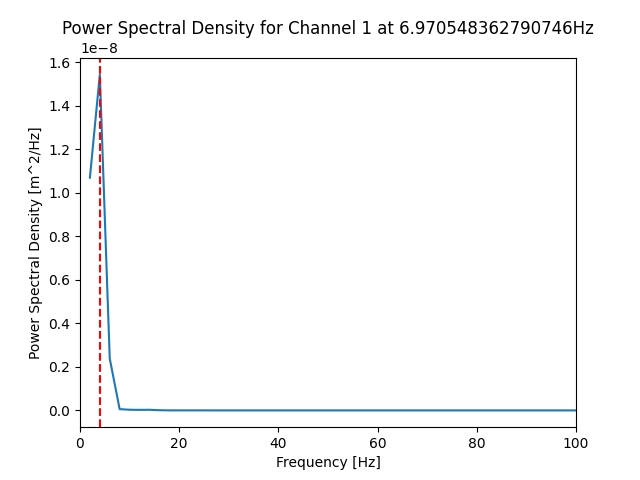 Power Spectral Density for Channel 1 at 6.970548362790746Hz
1e−8
1.6
1.4
1.2
1.0
0.8
0.6
0.4
0.2
0.0
Power Spectral Density [m^2/Hz]
0 20 40 60 80 100
Frequency [Hz]